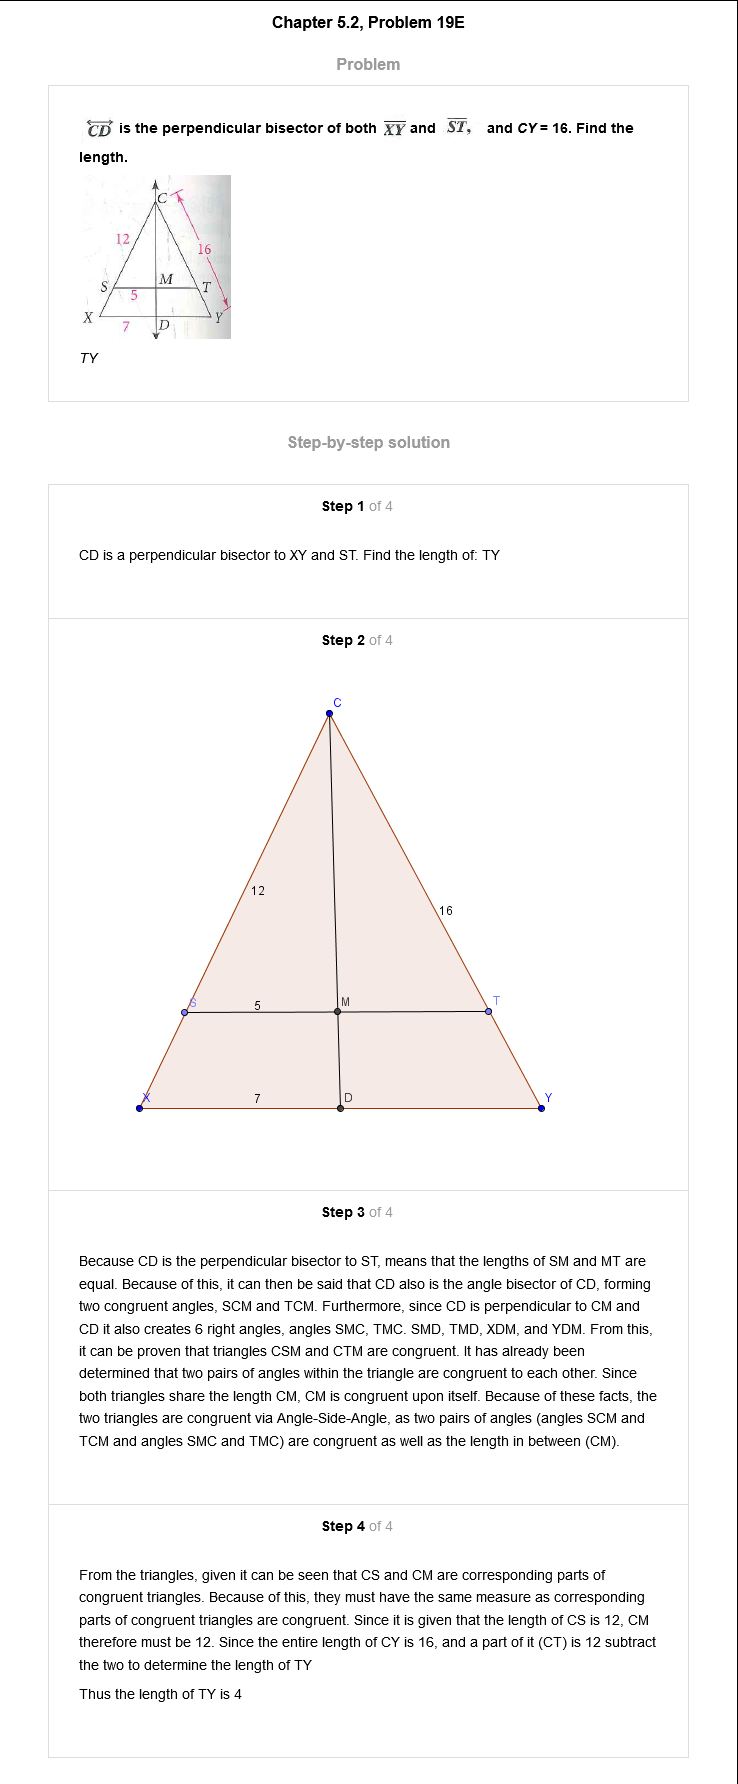 Chapter 5.2, Problem 19E
Problem
CD is the perpendicular bisector of both XY and ST, and CY = 16. Find the
length.
C
12
16
S
M
T
5
X
7
D
Y
TY
Step-by-step solution
Step 1 of 4
CD is a perpendicular bisector to XY and ST. Find the length of: TY
Step 2 of 4
C
12
16
S
5
M
T
X
7
D
Y
Step 3 of 4
Because CD is the perpendicular bisector to ST, means that the lengths of SM and MT are
equal. Because of this, it can then be said that CD also is the angle bisector of CD, forming
two congruent angles, SCM and TCM. Furthermore, since CD is perpendicular to CM and
CD it also creates 6 right angles, angles SMC, TMC. SMD, TMD, XDM, and YDM. From this,
it can be proven that triangles CSM and CTM are congruent. It has already been
determined that two pairs of angles within the triangle are congruent to each other. Since
both triangles share the length CM, CM is congruent upon itself. Because of these facts, the
two triangles are congruent via Angle-Side-Angle, as two pairs of angles (angles SCM and
TCM and angles SMC and TMC) are congruent as well as the length in between (CM).
Step 4 of 4
From the triangles, given it can be seen that CS and CM are corresponding parts of
congruent triangles. Because of this, they must have the same measure as corresponding
parts of congruent triangles are congruent. Since it is given that the length of CS is 12, CM
therefore must be 12. Since the entire length of CY is 16, and a part of it (CT) is 12 subtract
the two to determine the length of TY
Thus the length of TY is 4